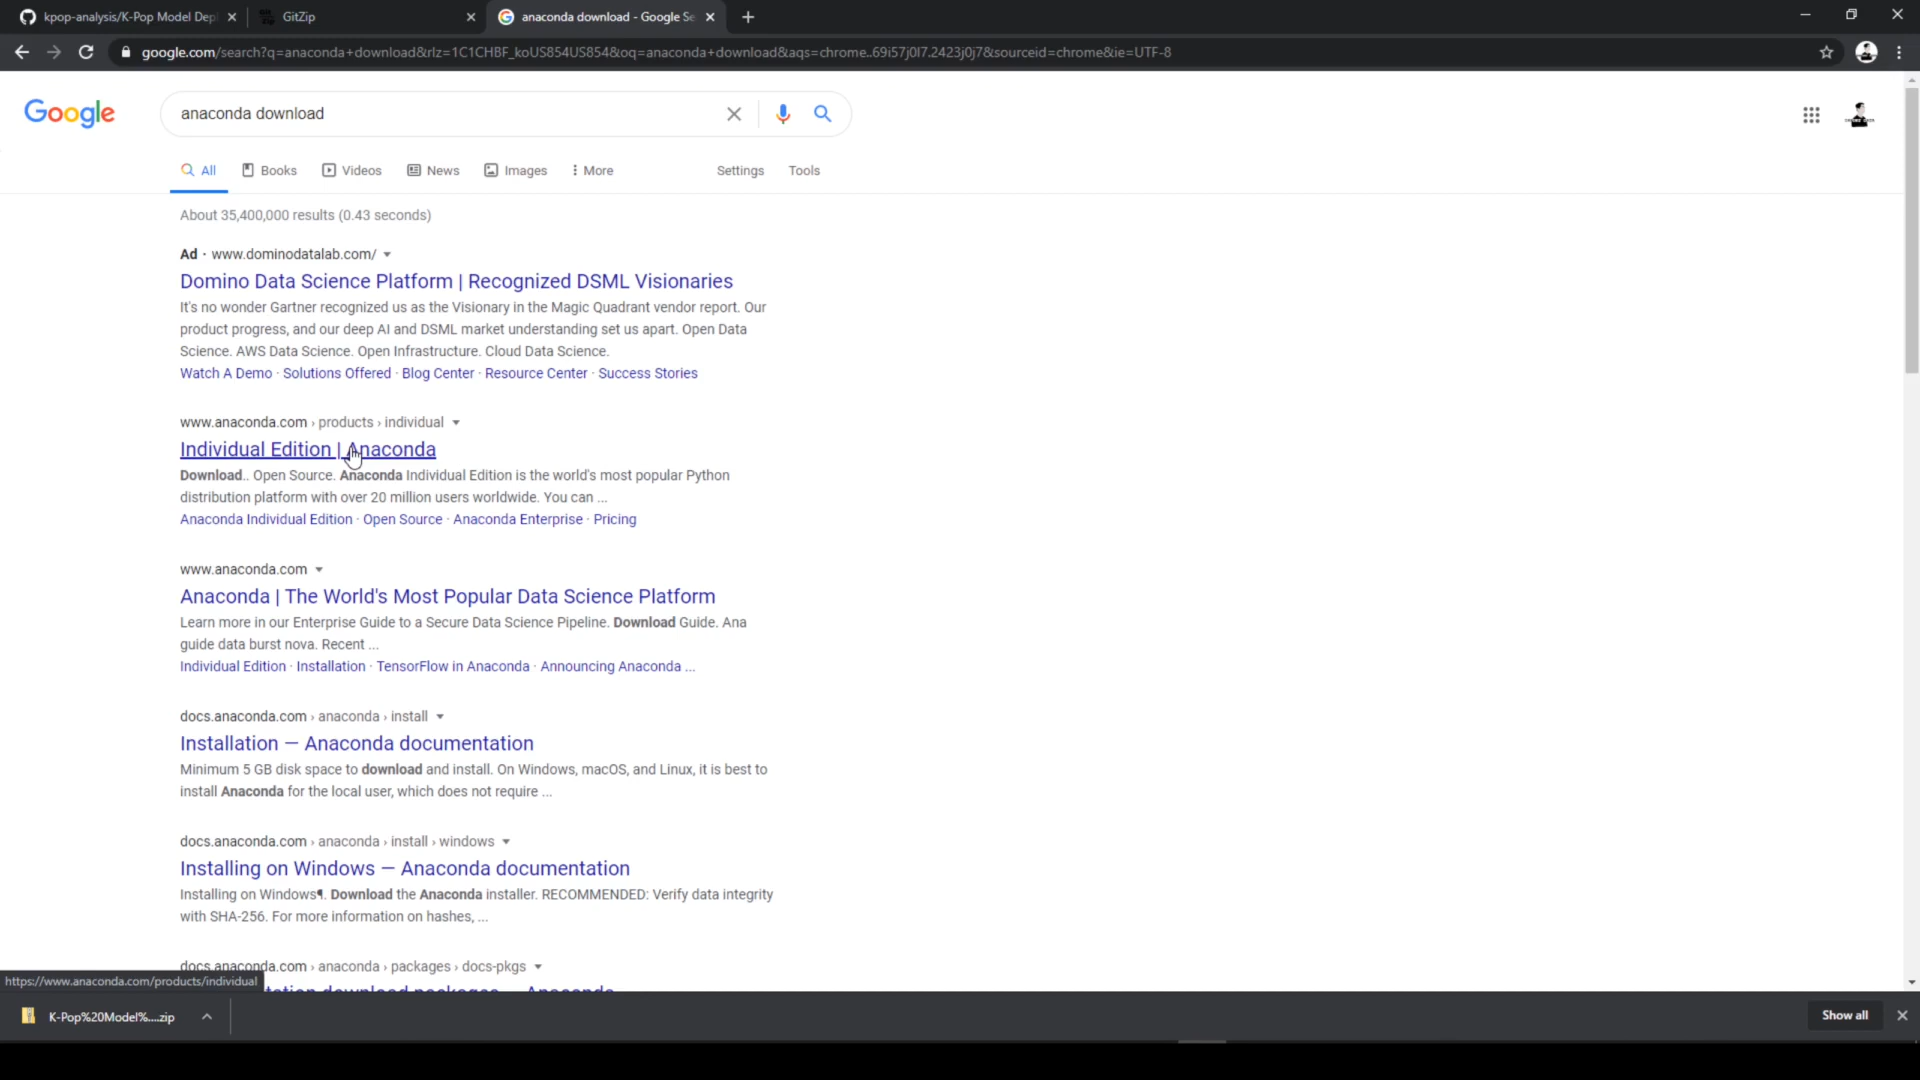 kpop-analysis/K-Pop Model Dep
GitZip
anaconda download - Google Se
google.com/search?q=anaconda+download&rlz=1C1CHBF_koUS854US854&oq=anaconda+download&aqs=chrome..69i57j0l7.2423j0j7&sourceid=chrome&ie=UTF-8
Google
anaconda download
All
Books
Videos
News
Images
More
Settings
Tools
About 35,400,000 results (0.43 seconds)
Ad · www.dominodatalab.com/
Domino Data Science Platform | Recognized DSML Visionaries
It's no wonder Gartner recognized us as the Visionary in the Magic Quadrant vendor report. Our
product progress, and our deep AI and DSML market understanding set us apart. Open Data
Science. AWS Data Science. Open Infrastructure. Cloud Data Science.
Watch A Demo · Solutions Offered · Blog Center · Resource Center · Success Stories
www.anaconda.com › products › individual
Individual Edition | Anaconda
Download.. Open Source. Anaconda Individual Edition is the world's most popular Python
distribution platform with over 20 million users worldwide. You can ...
Anaconda Individual Edition · Open Source · Anaconda Enterprise · Pricing
www.anaconda.com
Anaconda | The World's Most Popular Data Science Platform
Learn more in our Enterprise Guide to a Secure Data Science Pipeline. Download Guide. Ana
guide data burst nova. Recent ...
Individual Edition · Installation · TensorFlow in Anaconda · Announcing Anaconda ...
docs.anaconda.com › anaconda › install
Installation — Anaconda documentation
Minimum 5 GB disk space to download and install. On Windows, macOS, and Linux, it is best to
install Anaconda for the local user, which does not require ...
docs.anaconda.com › anaconda › install › windows
Installing on Windows — Anaconda documentation
Installing on Windows¶. Download the Anaconda installer. RECOMMENDED: Verify data integrity
with SHA-256. For more information on hashes, ...
docs.anaconda.com › anaconda › packages › docs-pkgs
https://www.anaconda.com/products/individual
download packages — Anaconda
K-Pop%20Model%....zip
Show all